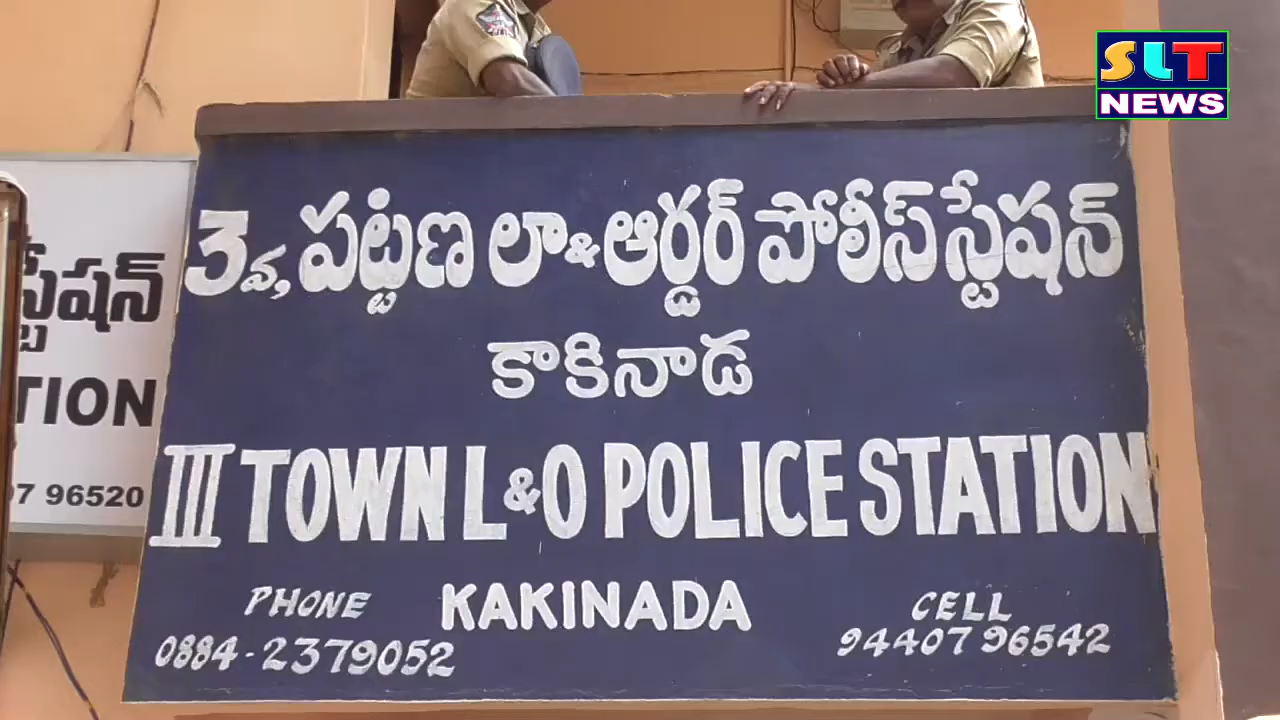 SLT
NEWS
3వ, పట్టణ లా & ఆర్డర్ పోలీస్ స్టేషన్
కాకినాడ
III TOWN L&O POLICE STATION
KAKINADA
PHONE
0884-2379052
CELL
9440796542
స్టేషన్
TION
07 96520